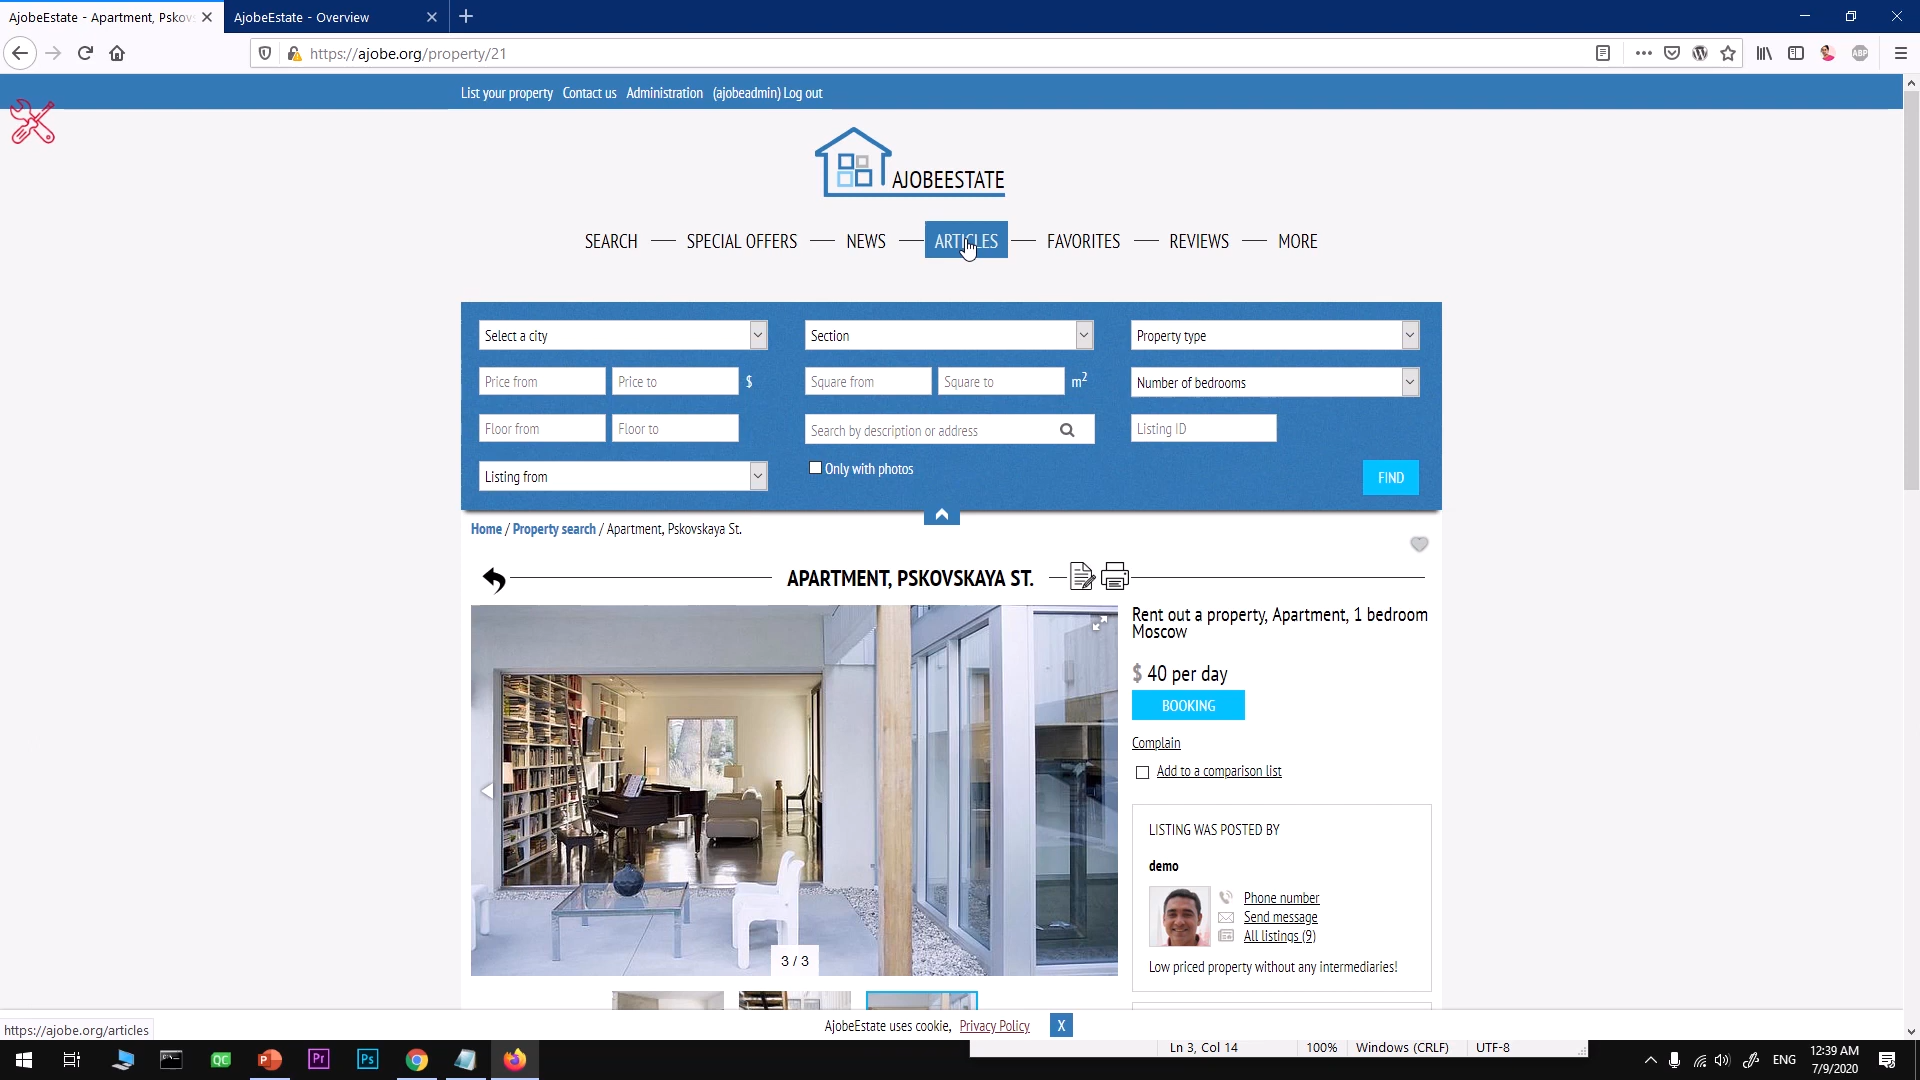 AjobeEstate - Apartment, Pskovs
AjobeEstate - Overview
https://ajobe.org/property/21
ABP
List your property Contact us Administration (ajobeadmin) Log out
AJOBEESTATE
SEARCH SPECIAL OFFERS NEWS ARTICLES FAVORITES REVIEWS MORE
Select a city Section Property type
Price from Price to $ Square from Square to m2 Number of bedrooms
Floor from Floor to Search by description or address Listing ID
Listing from Only with photos FIND
Home / Property search / Apartment, Pskovskaya St.
APARTMENT, PSKOVSKAYA ST.
Rent out a property, Apartment, 1 bedroom
Moscow
$ 40 per day
BOOKING
Complain
Add to a comparison list
LISTING WAS POSTED BY
demo
Phone number
Send message
All listings (9)
Low priced property without any intermediaries!
3 / 3
AjobeEstate uses cookie, Privacy Policy X
https://ajobe.org/articles
Ln 3, Col 14 100% Windows (CRLF) UTF-8
QC Pr Ps ENG 12:39 AM
7/9/2020